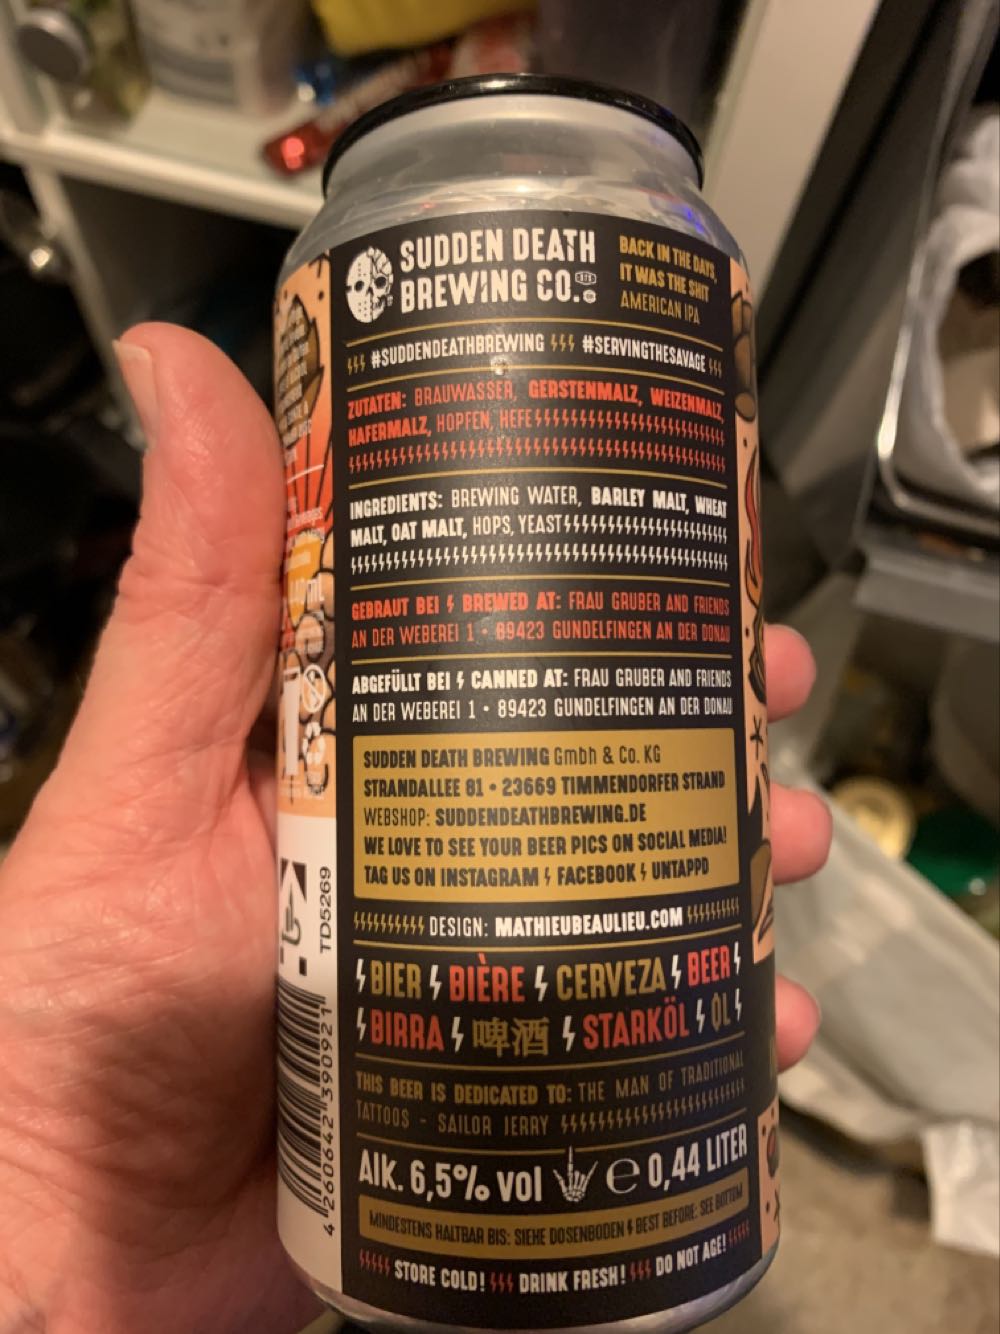 SUDDEN DEATH
BREWING CO.
BACK IN THE DAYS,
IT WAS THE SHIT
AMERICAN IPA
#SUDDENDEATHBREWING #SERVINGTHESAVAGE
ZUTATEN: BRAUWASSER, GERSTENMALZ, WEIZENMALZ,
HAFERMALZ, HOPFEN, HEFE
INGREDIENTS: BREWING WATER, BARLEY MALT, WHEAT
MALT, OAT MALT, HOPS, YEAST
GEBRAUT BEI BREWED AT: FRAU GRUBER AND FRIENDS
AN DER WEBEREI 1 • 89423 GUNDELFINGEN AN DER DONAU
ABGEFÜLLT BEI CANNED AT: FRAU GRUBER AND FRIENDS
AN DER WEBEREI 1 • 89423 GUNDELFINGEN AN DER DONAU
SUDDEN DEATH BREWING Gmbh & Co. KG
STRANDALLEE 81 • 23669 TIMMENDORFER STRAND
WEBSHOP: SUDDENDEATHBREWING.DE
WE LOVE TO SEE YOUR BEER PICS ON SOCIAL MEDIA!
TAG US ON INSTAGRAM FACEBOOK UNTAPPD
DESIGN: MATHIEUBEAULIEU.COM
BIER BIÈRE CERVEZA BEER
BIRRA 啤酒 STARKÖL ØL
THIS BEER IS DEDICATED TO: THE MAN OF TRADITIONAL
TATTOOS - SAILOR JERRY
Alk. 6,5% vol e 0,44 LITER
MINDESTENS HALTBAR BIS: SIEHE DOSENBODEN BEST BEFORE: SEE BOTTOM
STORE COLD! DRINK FRESH! DO NOT AGE!
TD5269
4 260642 390921